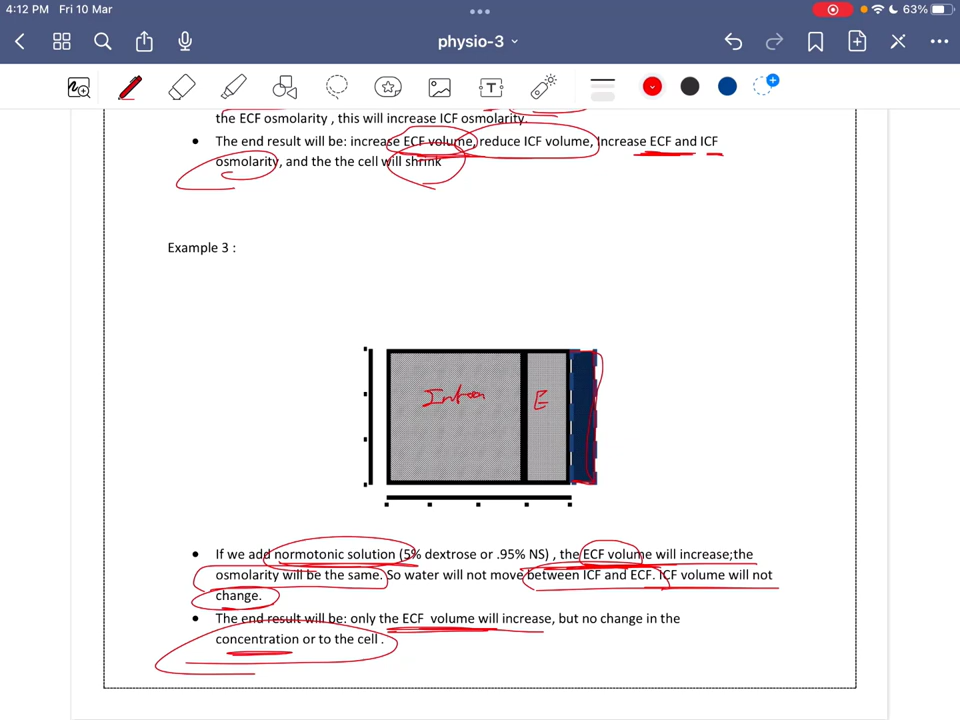 4:12 PM Fri 10 Mar
63%
physio-3
the ECF osmolarity , this will increase ICF osmolarity.
The end result will be: increase ECF volume, reduce ICF volume, Increase ECF and ICF
osmolarity, and the the cell will shrink
Example 3 :
Intra E
If we add normotonic solution (5% dextrose or .95% NS) , the ECF volume will increase;the
osmolarity will be the same. So water will not move between ICF and ECF. ICF volume will not
change.
The end result will be: only the ECF volume will increase, but no change in the
concentration or to the cell .